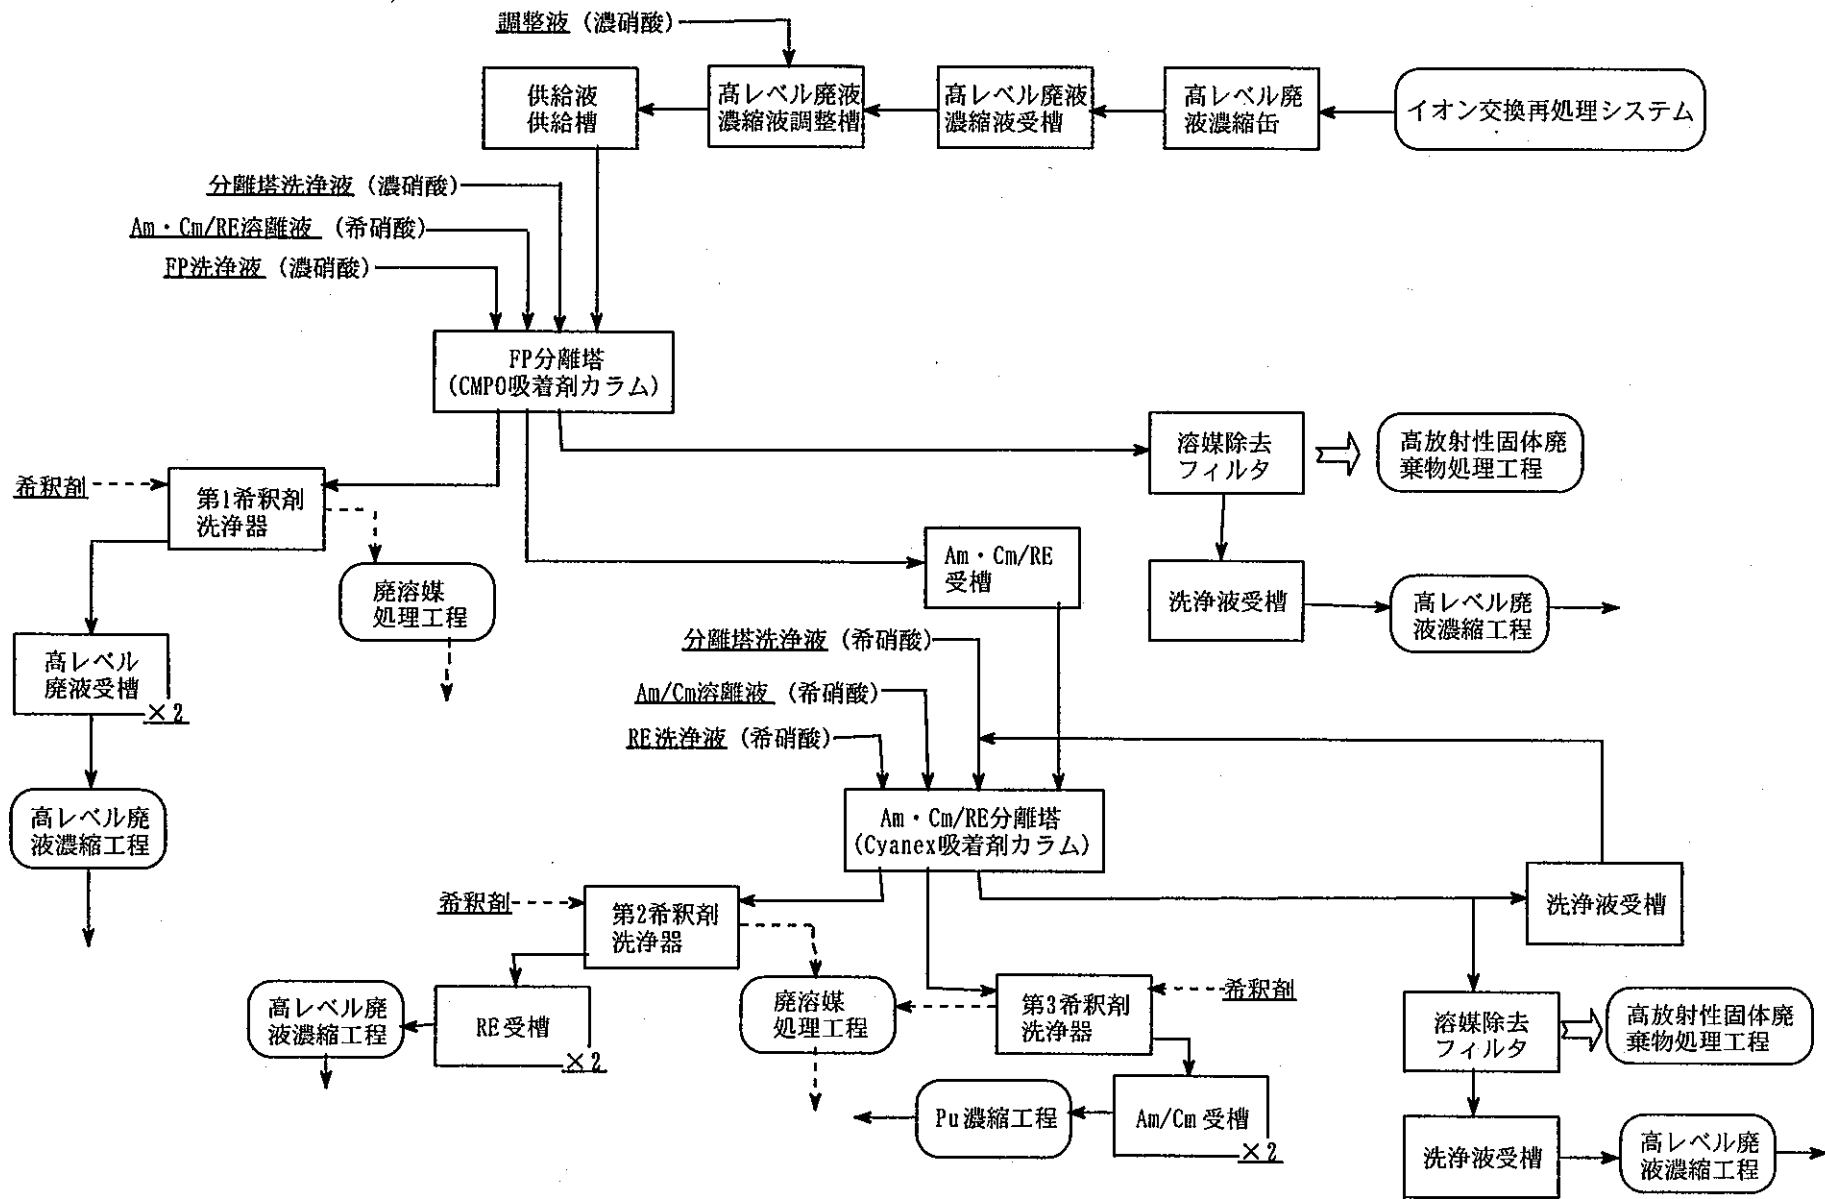 調整液 (濃硝酸)
供給液
供給槽
高レベル廃液
濃縮液調整槽
高レベル廃液
濃縮液受槽
高レベル廃
液濃縮缶
イオン交換再処理システム
分離塔洗浄液 (濃硝酸)
Am・Cm/RE溶離液 (希硝酸)
FP洗浄液 (濃硝酸)
FP分離塔
(CMPO吸着剤カラム)
溶媒除去
フィルタ
高放射性固体廃
棄物処理工程
希釈剤
第1希釈剤
洗浄器
Am・Cm/RE
受槽
廃溶媒
処理工程
洗浄液受槽
高レベル廃
液濃縮工程
高レベル
廃液受槽
×2
分離塔洗浄液 (希硝酸)
Am/Cm溶離液 (希硝酸)
RE洗浄液 (希硝酸)
高レベル廃
液濃縮工程
Am・Cm/RE分離塔
(Cyanex吸着剤カラム)
希釈剤
第2希釈剤
洗浄器
洗浄液受槽
高レベル廃
液濃縮工程
RE受槽
×2
廃溶媒
処理工程
第3希釈剤
洗浄器
希釈剤
溶媒除去
フィルタ
高放射性固体廃
棄物処理工程
Pu濃縮工程
Am/Cm受槽
×2
洗浄液受槽
高レベル廃
液濃縮工程